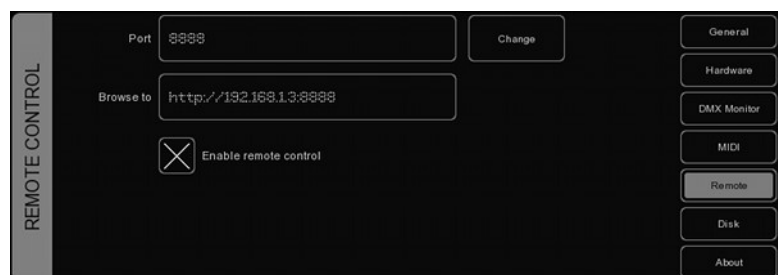 REMOTE CONTROL
Port 8888 Change
Browse to http://192.168.1.3:8888
Enable remote control
General
Hardware
DMX Monitor
MIDI
Remote
Disk
About